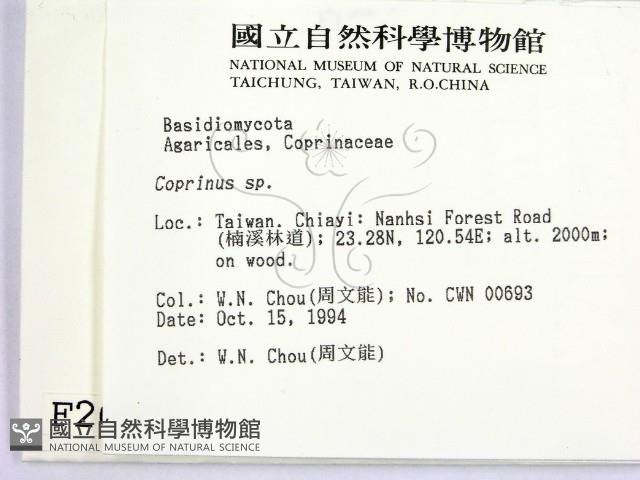 國立自然科學博物館
NATIONAL MUSEUM OF NATURAL SCIENCE
TAICHUNG, TAIWAN, R.O.CHINA
Basidiomycota
Agaricales, Coprinaceae
Coprinus sp.
Loc.: Taiwan. Chiayi: Nanhsi Forest Road
(楠溪林道); 23.28N, 120.54E; alt. 2000m;
on wood.
Col.: W.N. Chou(周文能); No. CWN 00693
Date: Oct. 15, 1994
Det.: W.N. Chou(周文能)
F2
國立自然科學博物館
NATIONAL MUSEUM OF NATURAL SCIENCE